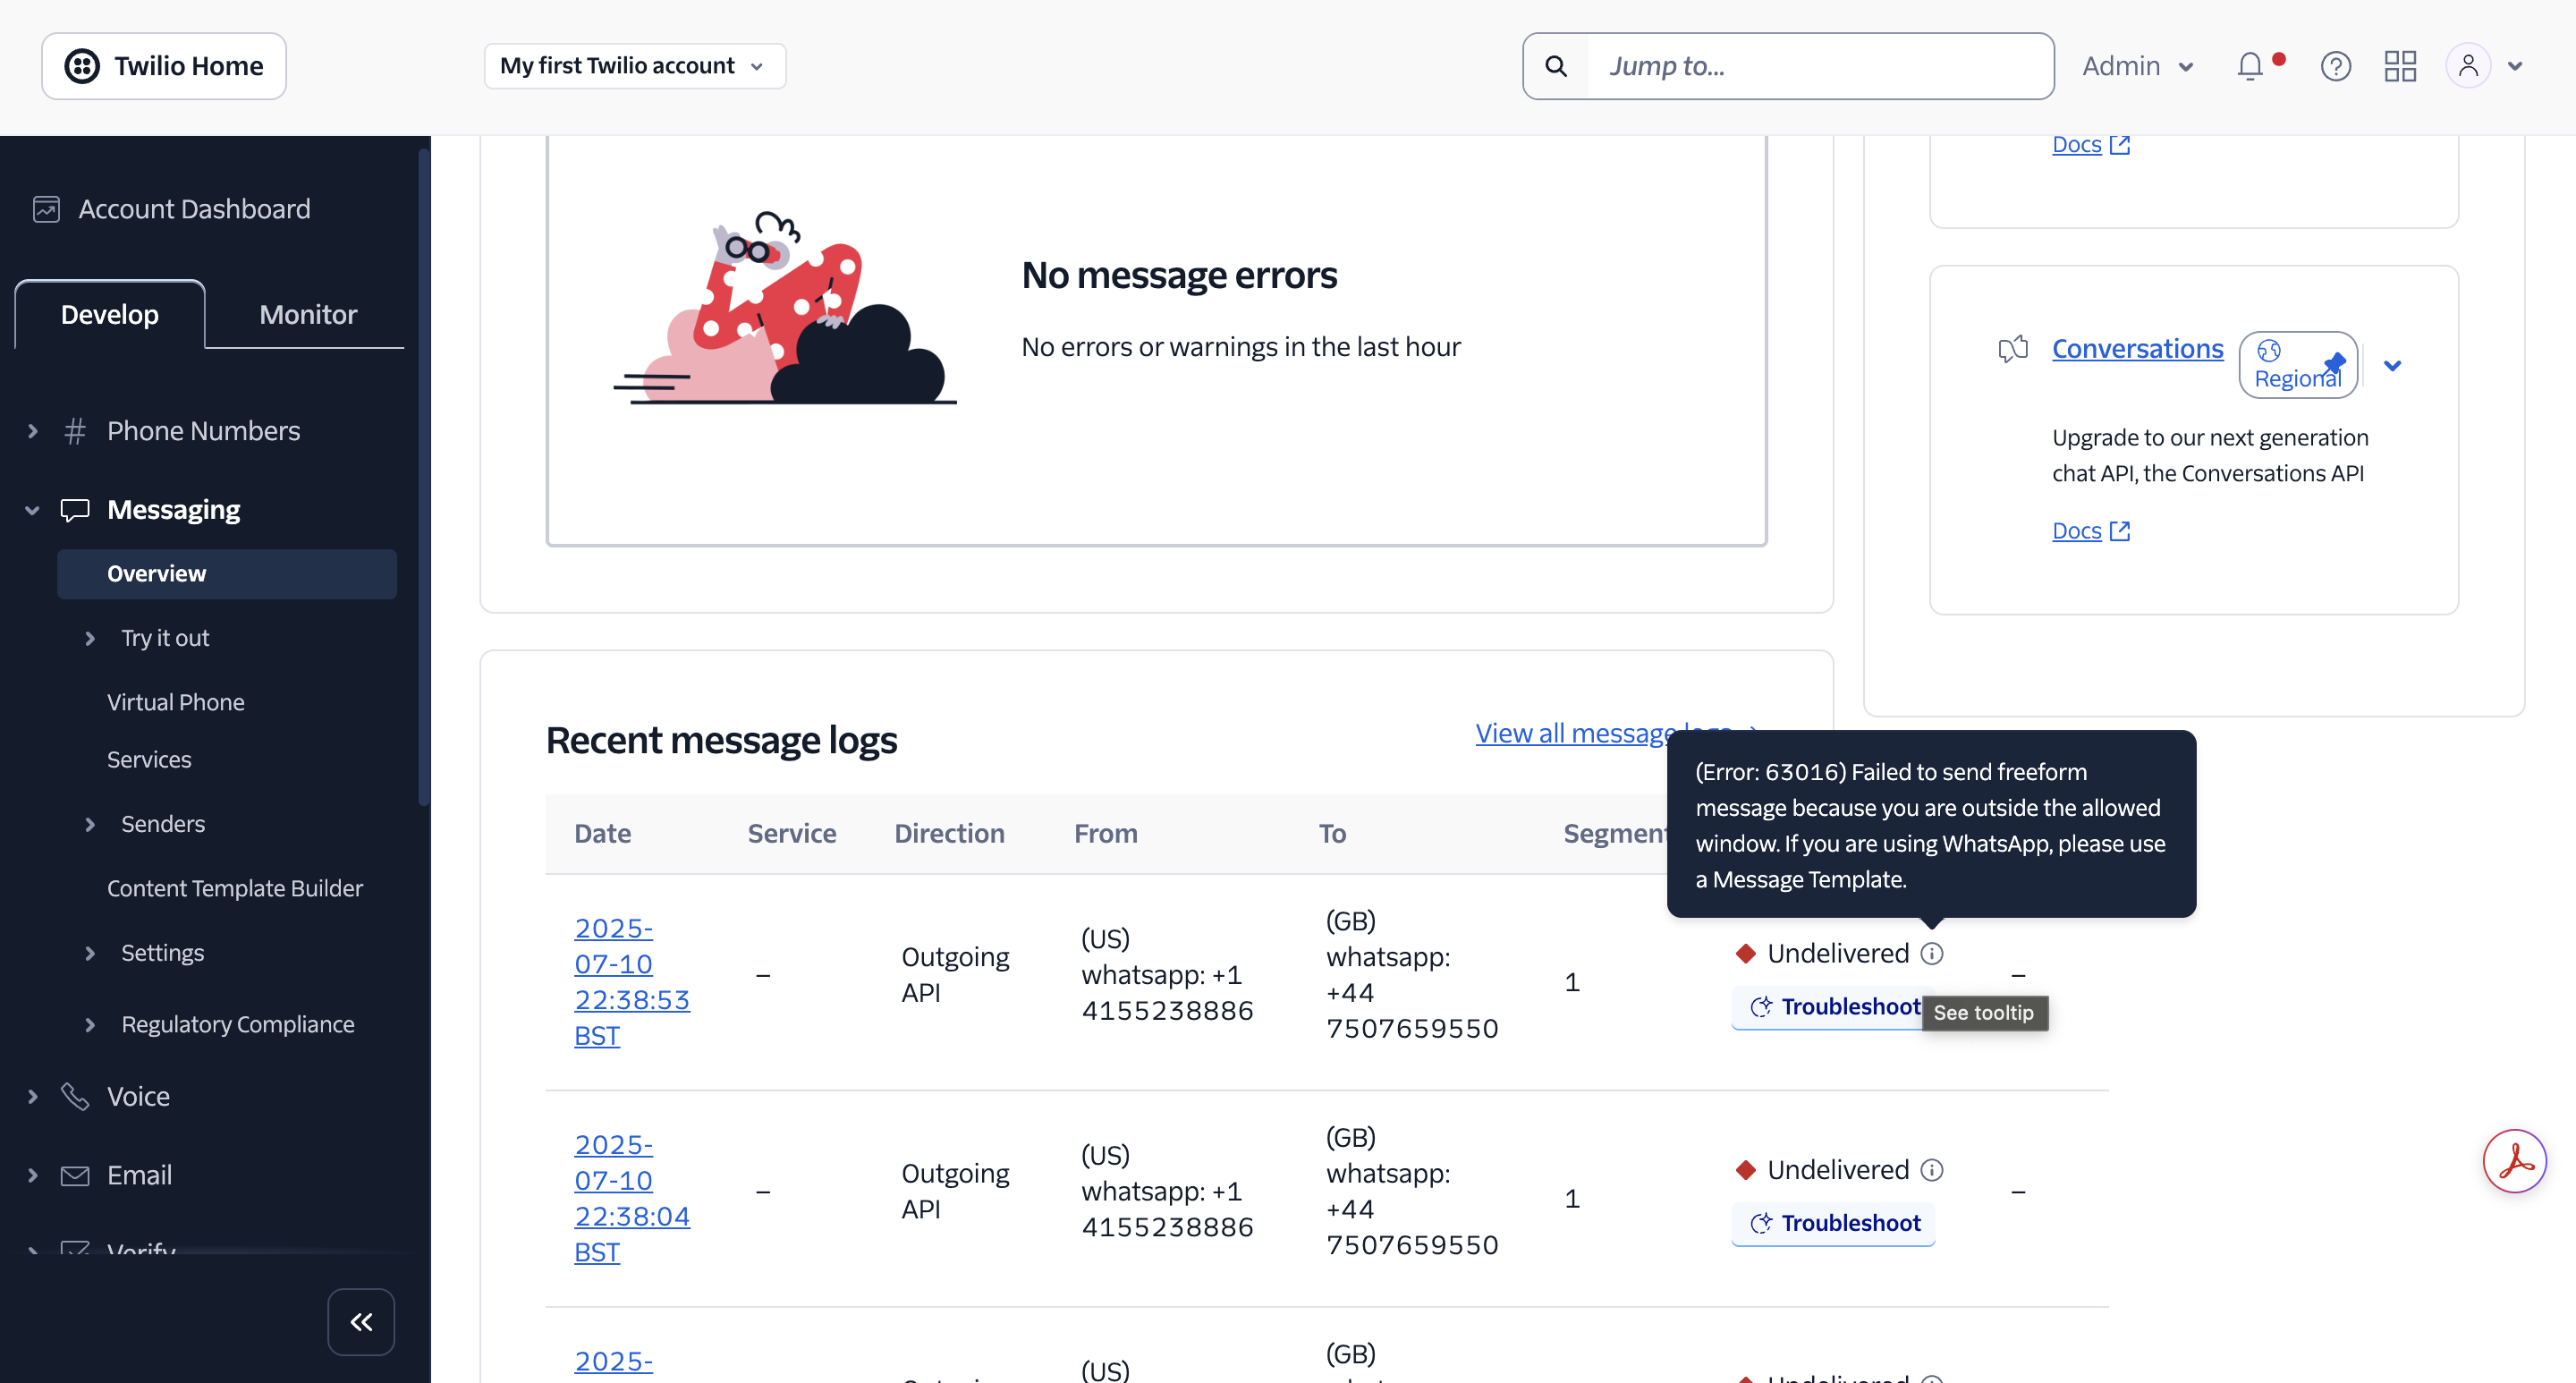 Twilio Home
My first Twilio account
Jump to...
Admin
Account Dashboard
Develop
Monitor
Phone Numbers
Messaging
Overview
Try it out
Virtual Phone
Services
Senders
Content Template Builder
Settings
Regulatory Compliance
Voice
Email
Verify
No message errors
No errors or warnings in the last hour
Docs
Conversations
Regional
Upgrade to our next generation
chat API, the Conversations API
Docs
Recent message logs
View all message logs
(Error: 63016) Failed to send freeform
message because you are outside the allowed
window. If you are using WhatsApp, please use
a Message Template.
Date Service Direction From To Segment
2025-
07-10
22:38:53
BST
–
Outgoing
API
(US)
whatsapp: +1
4155238886
(GB)
whatsapp:
+44
7507659550
1
Undelivered
Troubleshoot
See tooltip
–
2025-
07-10
22:38:04
BST
–
Outgoing
API
(US)
whatsapp: +1
4155238886
(GB)
whatsapp:
+44
7507659550
1
Undelivered
Troubleshoot
–
2025-
(US)
(GB)
Undelivered